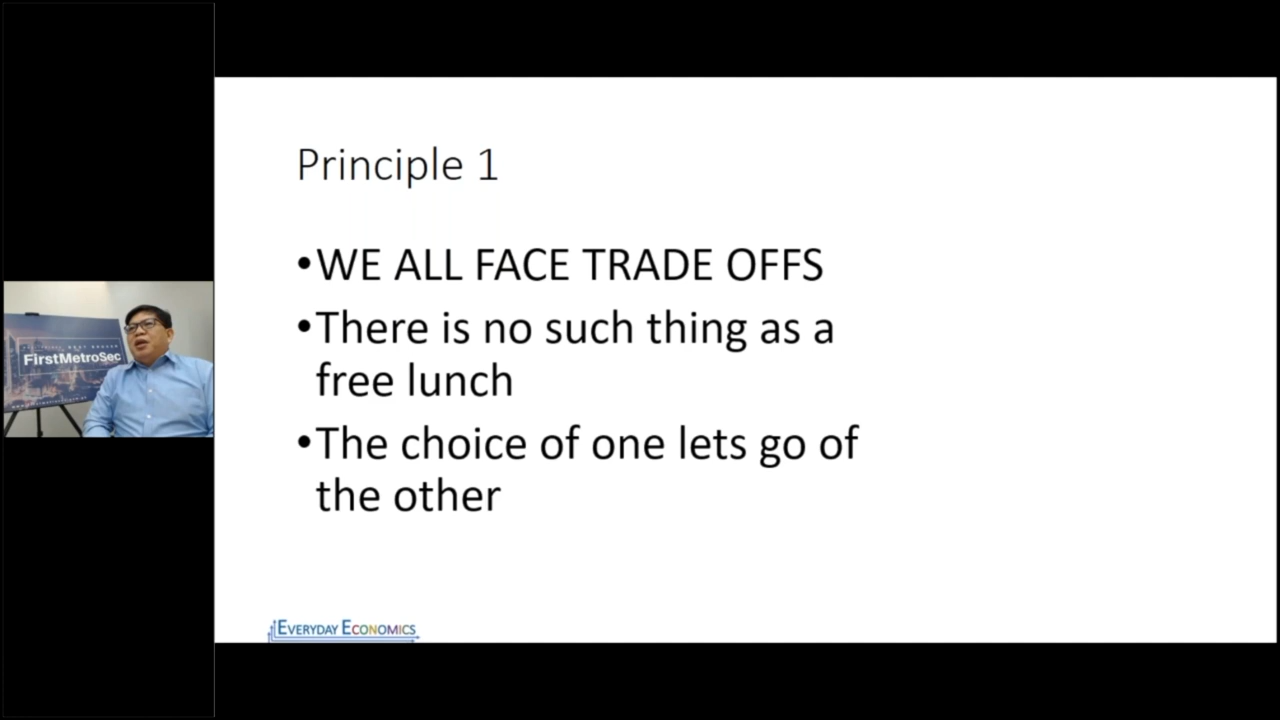 Principle 1
•WE ALL FACE TRADE OFFS
•There is no such thing as a
free lunch
•The choice of one lets go of
the other
FirstMetroSec
EVERYDAY ECONOMICS